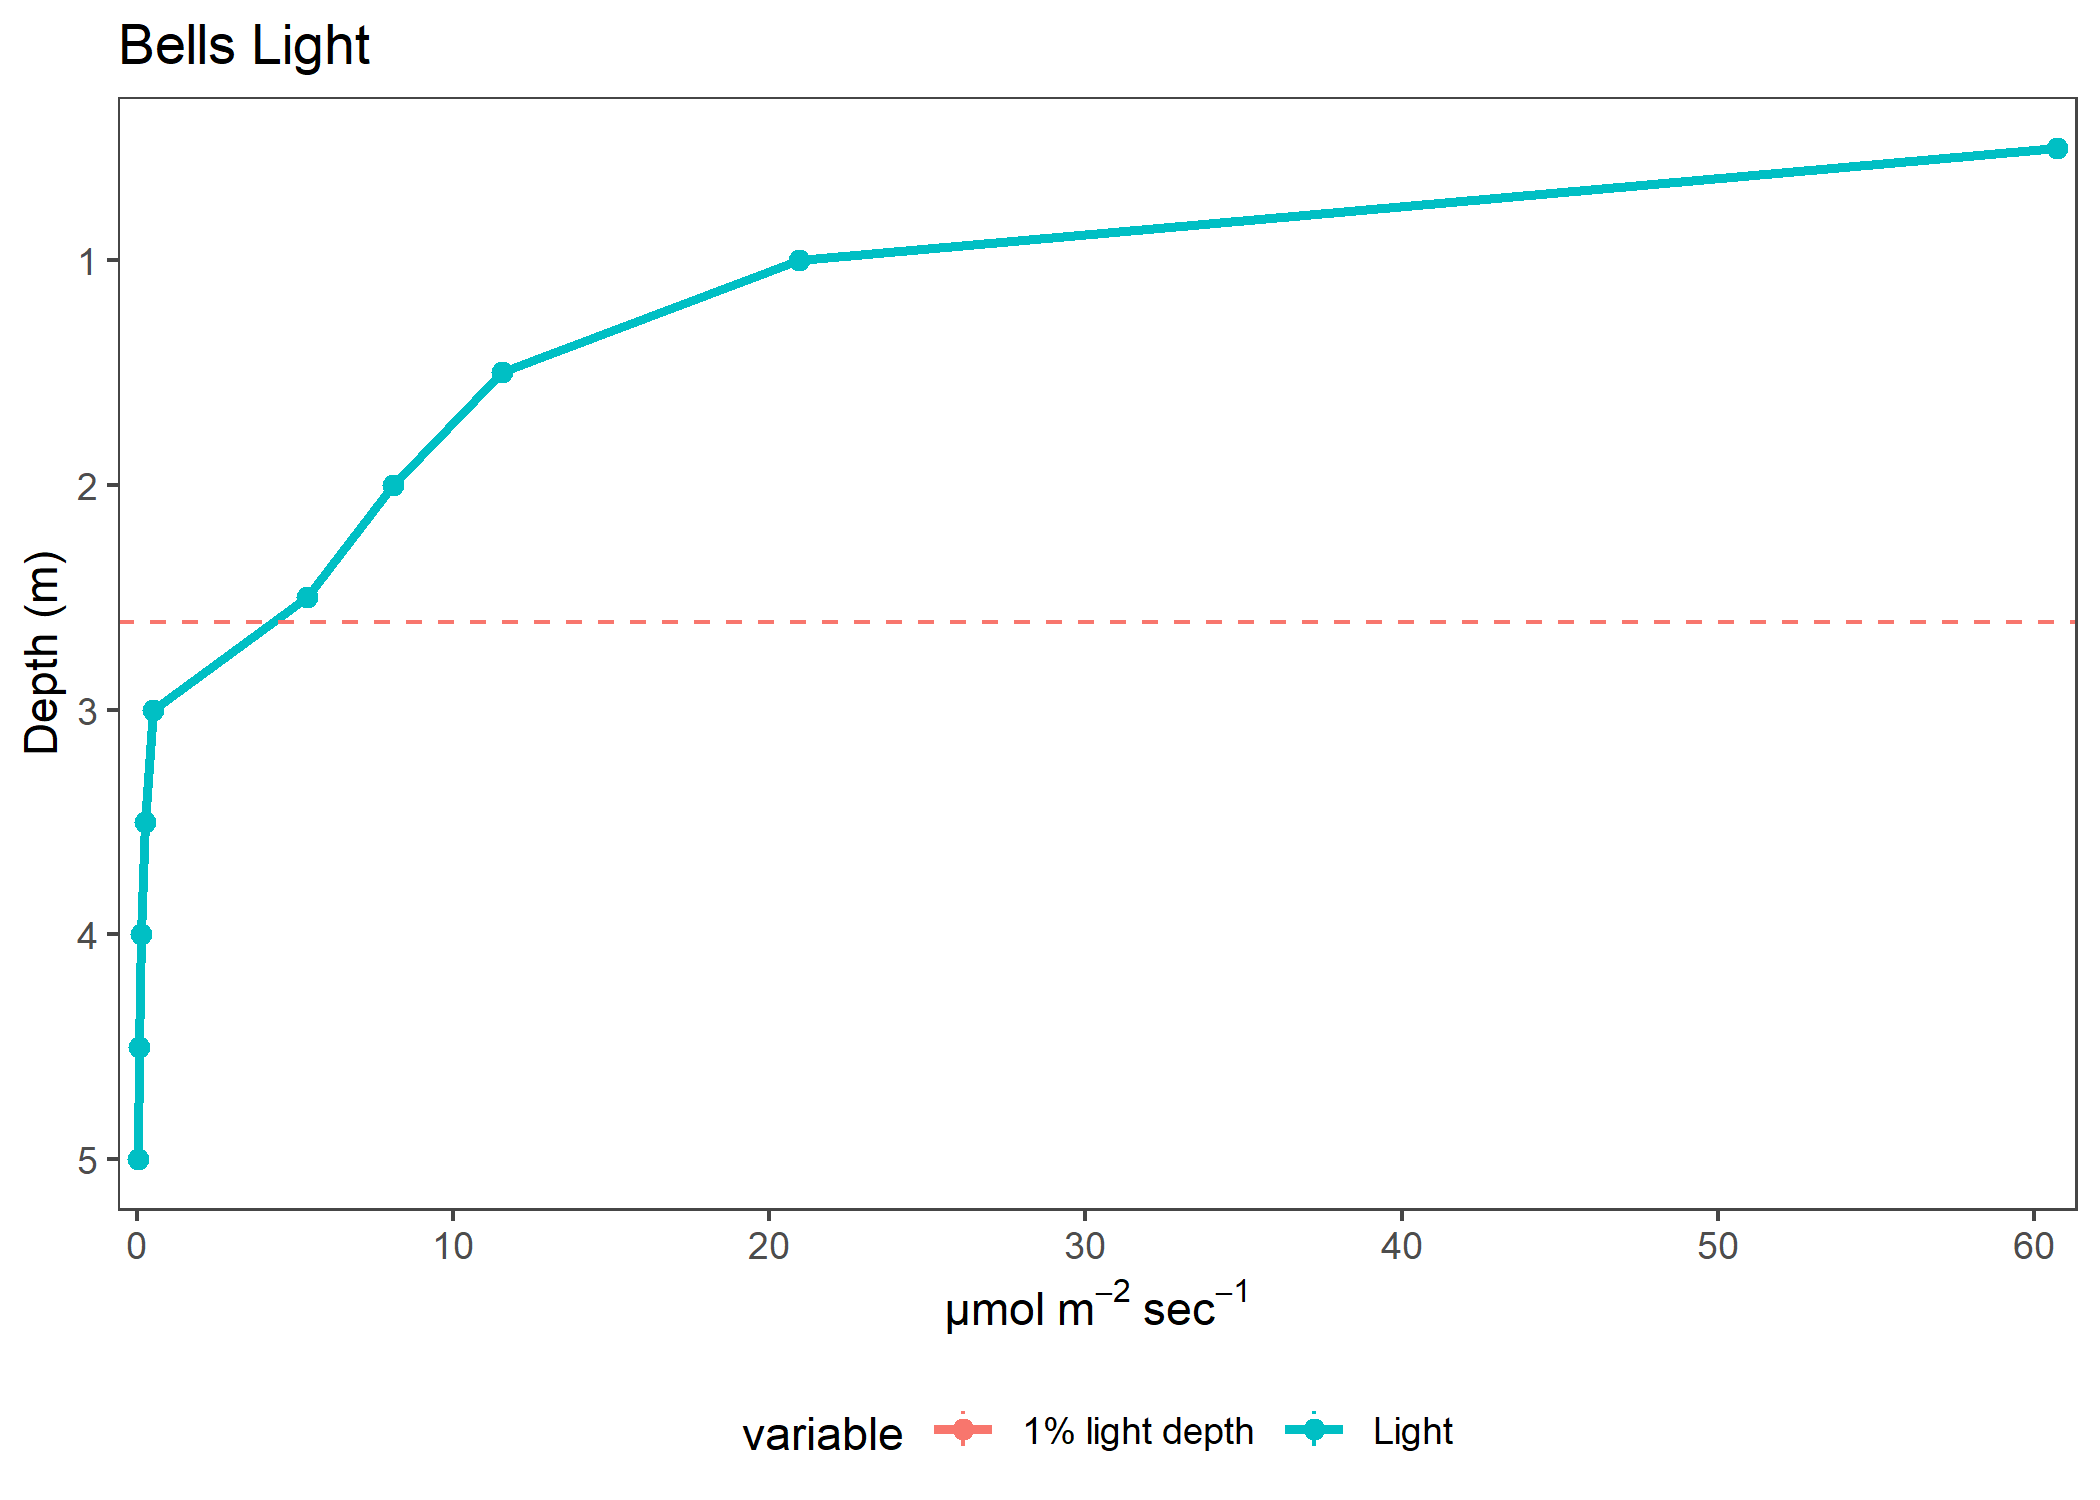 Bells Light
1
2
3
4
5
Depth (m)
0 10 20 30 40 50 60
µmol m⁻² sec⁻¹
variable 1% light depth Light